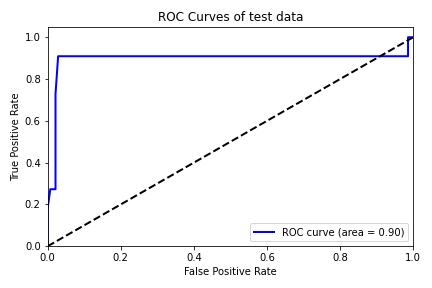 ROC Curves of test data
True Positive Rate
1.0
0.8
0.6
0.4
0.2
0.0
ROC curve (area = 0.90)
0.0 0.2 0.4 0.6 0.8 1.0
False Positive Rate